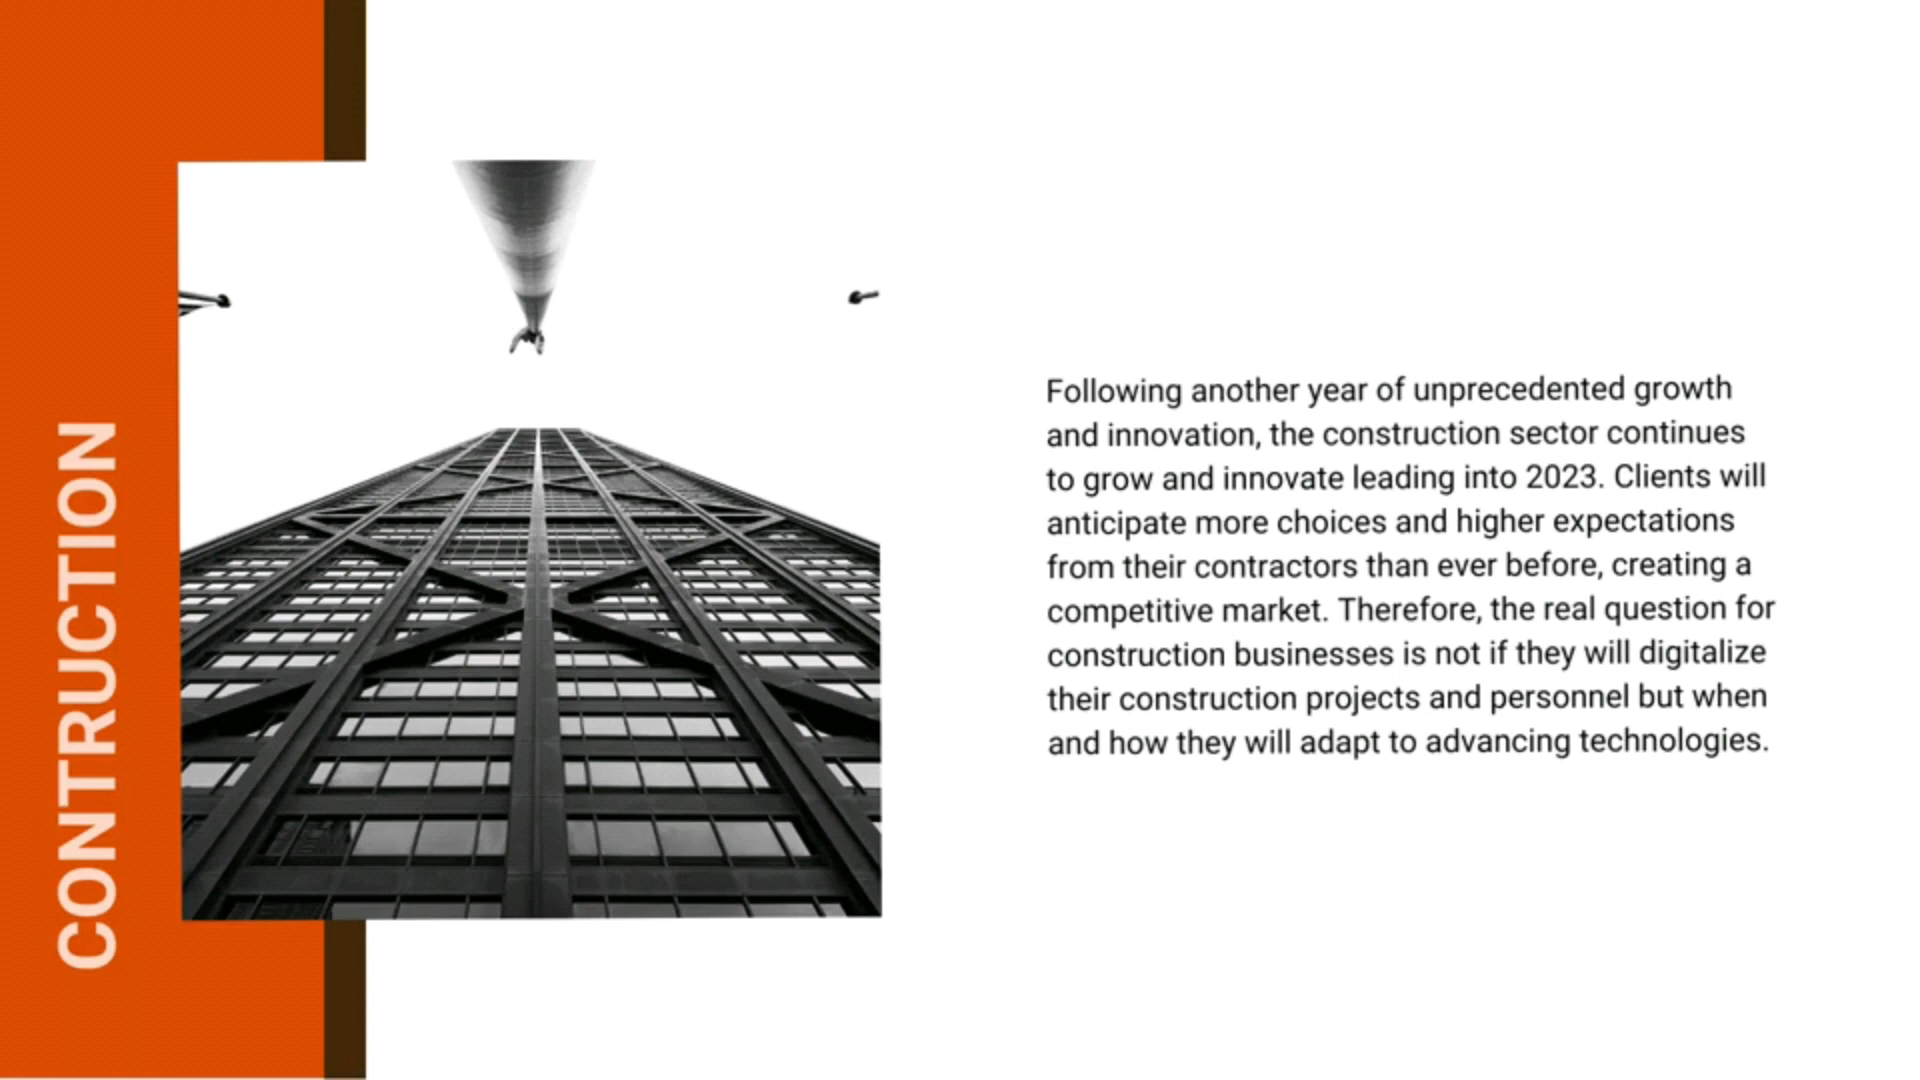 CONTRUCTION
Following another year of unprecedented growth
and innovation, the construction sector continues
to grow and innovate leading into 2023. Clients will
anticipate more choices and higher expectations
from their contractors than ever before, creating a
competitive market. Therefore, the real question for
construction businesses is not if they will digitalize
their construction projects and personnel but when
and how they will adapt to advancing technologies.